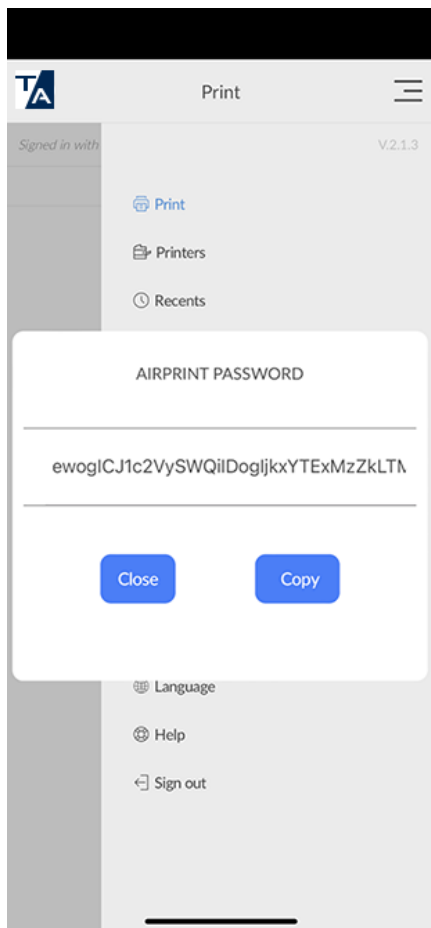 TA
Print
Signed in with
V.2.1.3
Print
Printers
Recents
AIRPRINT PASSWORD
ewogICJ1c2VySWQiIDogIjkxYTExMzZkLTM
Close
Copy
Language
Help
Sign out